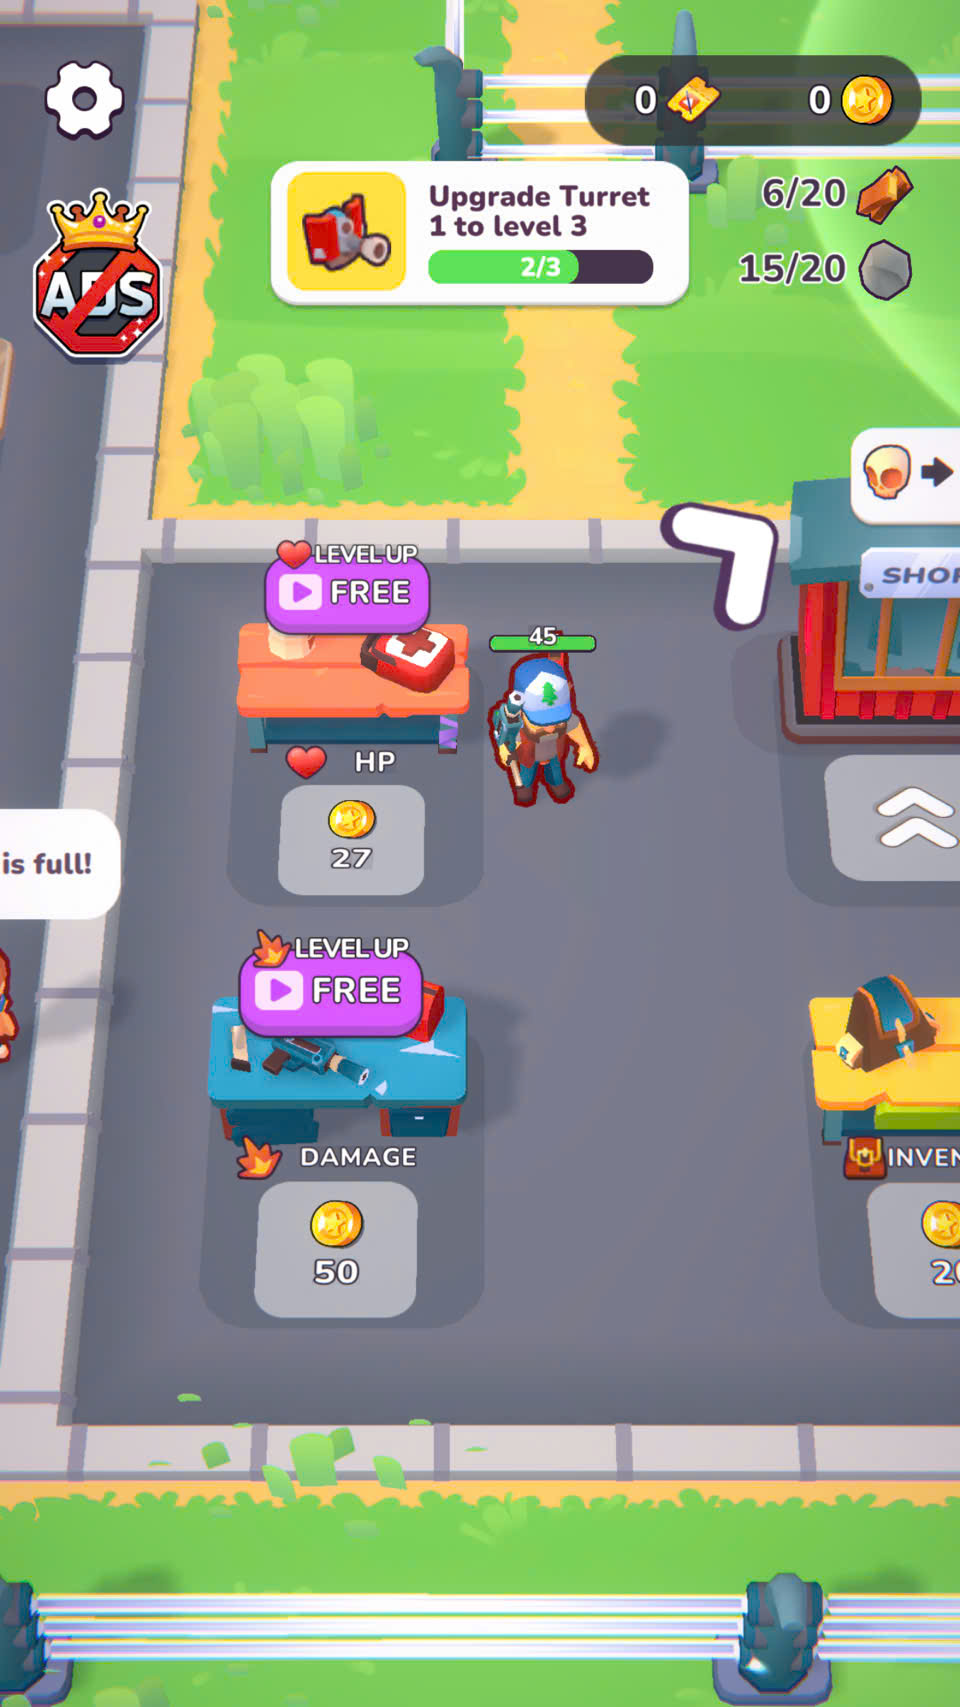 0
0
ADS
Upgrade Turret
1 to level 3
2/3
6/20
15/20
SHOP
LEVEL UP
FREE
45
HP
27
is full!
LEVEL UP
FREE
DAMAGE
50
INVEN
20